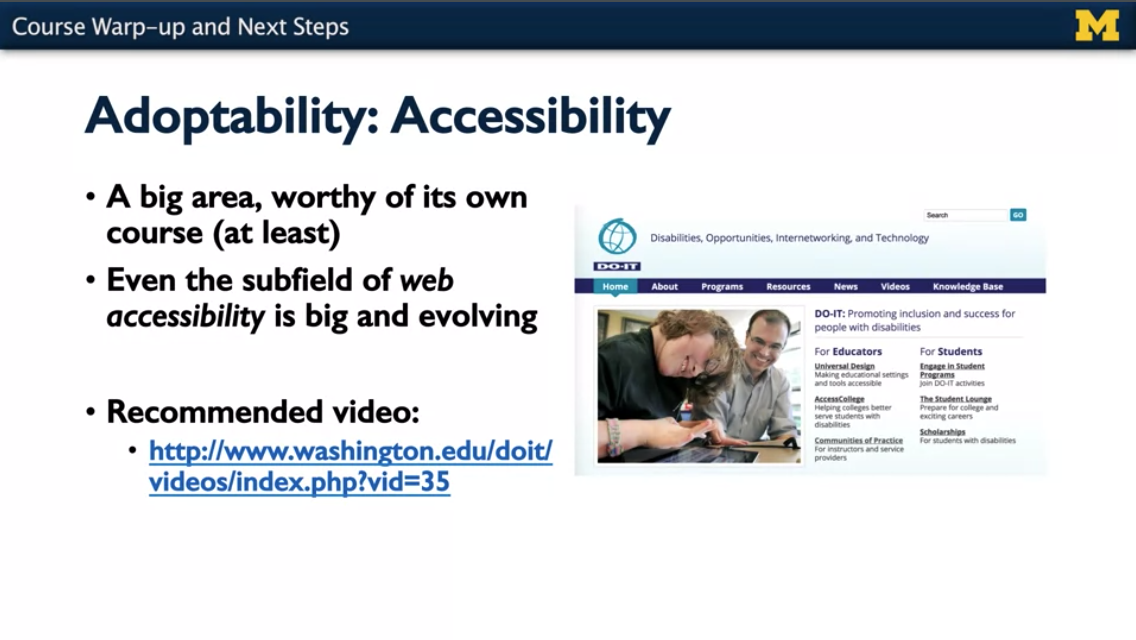 Course Warp-up and Next Steps
M
Adoptability: Accessibility
• A big area, worthy of its own
course (at least)
• Even the subfield of web
accessibility is big and evolving
• Recommended video:
• http://www.washington.edu/doit/
videos/index.php?vid=35
Search
GO
DO-IT
Disabilities, Opportunities, Internetworking, and Technology
Home About Programs Resources News Videos Knowledge Base
DO-IT: Promoting inclusion and success for
people with disabilities
For Educators
Universal Design
Making educational settings
and tools accessible
AccessCollege
Helping colleges better
serve students with
disabilities
Communities of Practice
For instructors and service
providers
For Students
Engage in Student
Programs
Join DO-IT activities
The Student Lounge
Prepare for college and
exciting careers
Scholarships
For students with disabilities